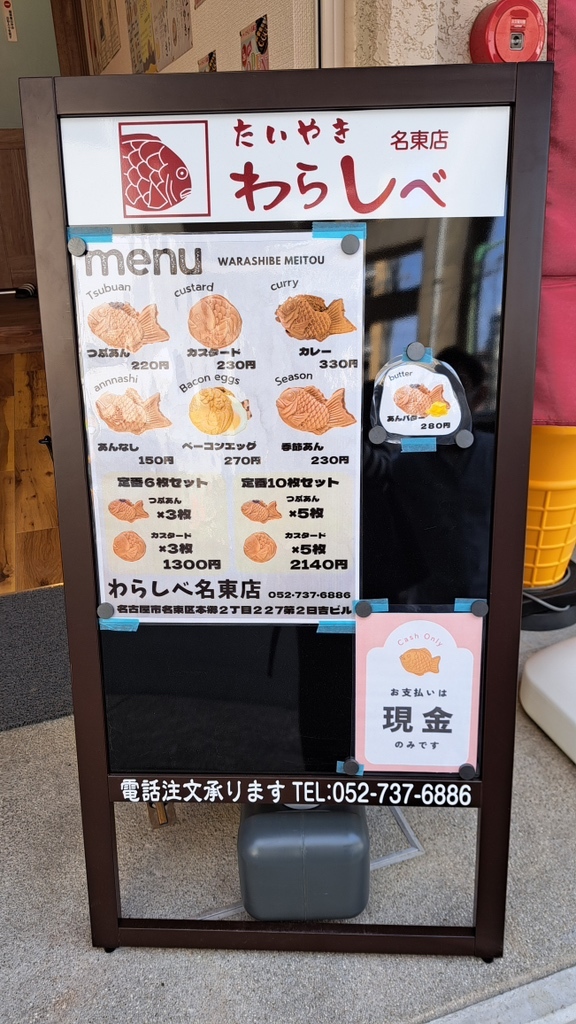 たいやき
名東店
わらしべ
menu WARASHIBE MEITOU
Tsubuan custard curry
つぶあん カスタード カレー
220円 230円 330円
annnashi Bacon eggs Season
あんなし ベーコンエッグ 季節あん
150円 270円 230円
butter
あんバター
280円
定番6枚セット 定番10枚セット
つぶあん つぶあん
×3枚 ×5枚
カスタード カスタード
×3枚 ×5枚
1300円 2140円
わらしべ名東店 052-737-6886
名古屋市名東区本郷2丁目227第2日吉ビル
Cash Only
お支払いは
現金
のみです
電話注文承ります TEL:052-737-6886